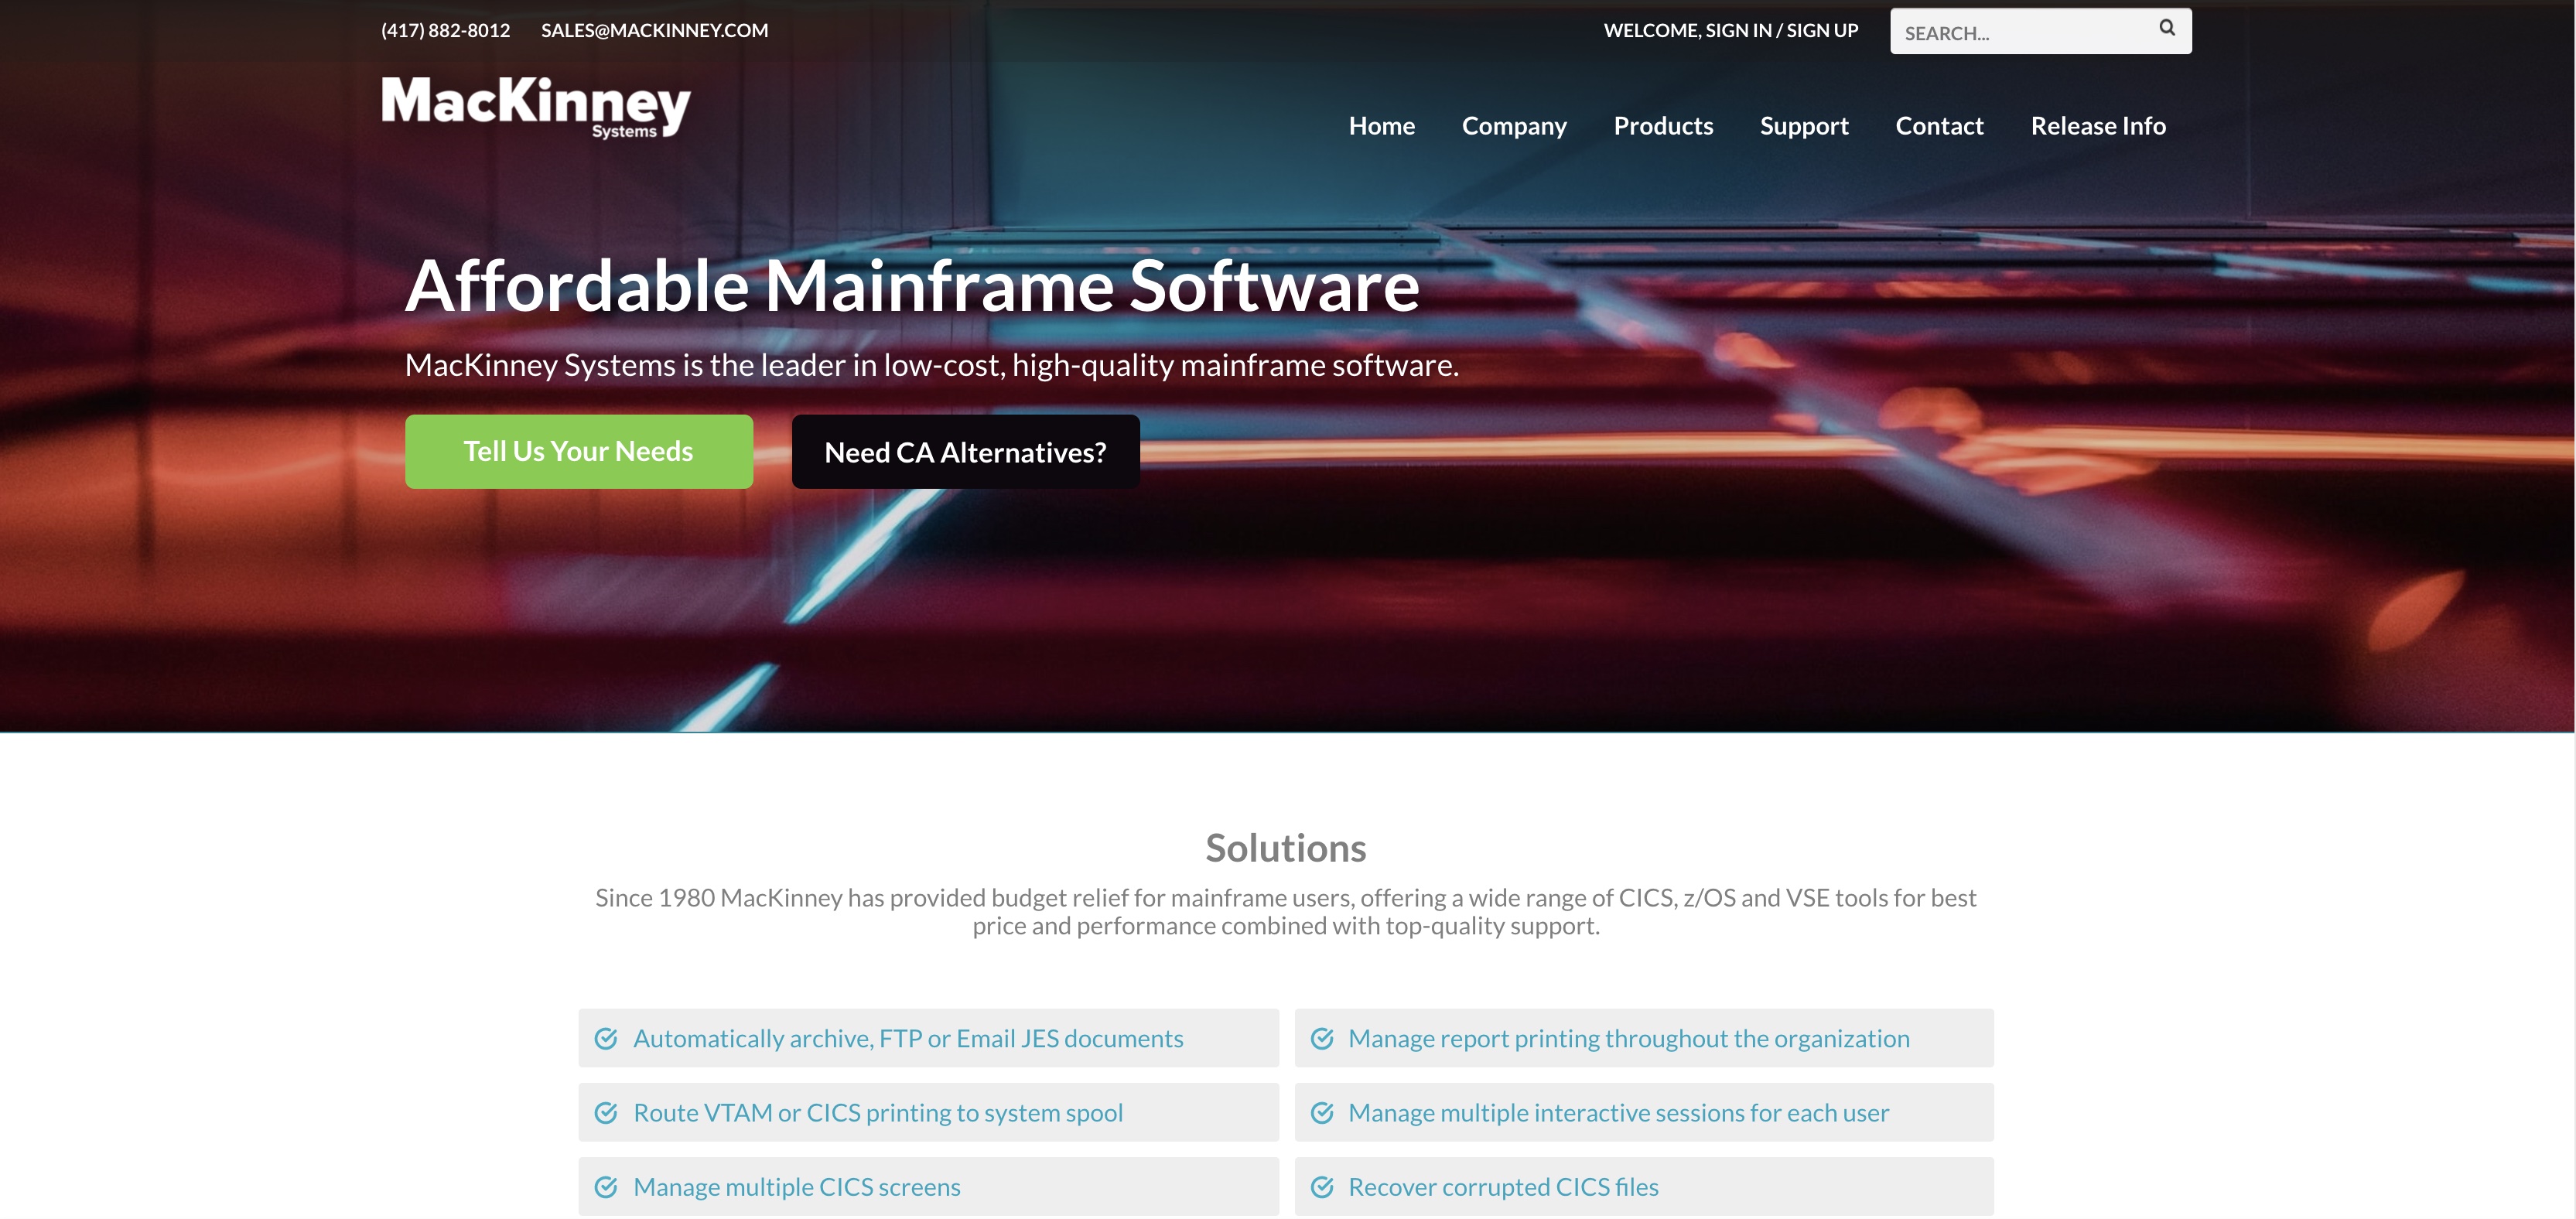 (417) 882-8012 SALES@MACKINNEY.COM WELCOME, SIGN IN / SIGN UP SEARCH...
MacKinney
Systems
Home Company Products Support Contact Release Info
Affordable Mainframe Software
MacKinney Systems is the leader in low-cost, high-quality mainframe software.
Tell Us Your Needs Need CA Alternatives?
Solutions
Since 1980 MacKinney has provided budget relief for mainframe users, offering a wide range of CICS, z/OS and VSE tools for best
price and performance combined with top-quality support.
Automatically archive, FTP or Email JES documents Manage report printing throughout the organization
Route VTAM or CICS printing to system spool Manage multiple interactive sessions for each user
Manage multiple CICS screens Recover corrupted CICS files